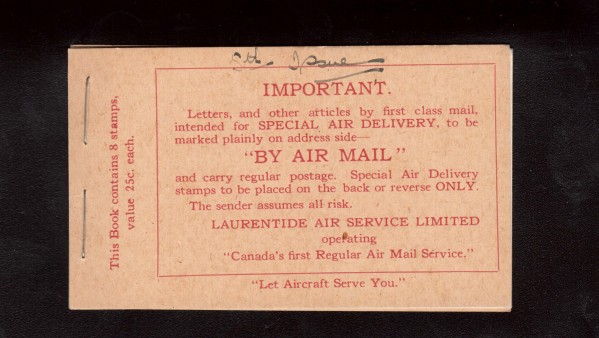 8th Issue
IMPORTANT.
Letters, and other articles by first class mail,
intended for SPECIAL AIR DELIVERY, to be
marked plainly on address side—
"BY AIR MAIL"
and carry regular postage. Special Air Delivery
stamps to be placed on the back or reverse ONLY.
The sender assumes all risk.
LAURENTIDE AIR SERVICE LIMITED
operating
"Canada's first Regular Air Mail Service."
"Let Aircraft Serve You."
This Book contains 8 stamps,
value 25c. each.